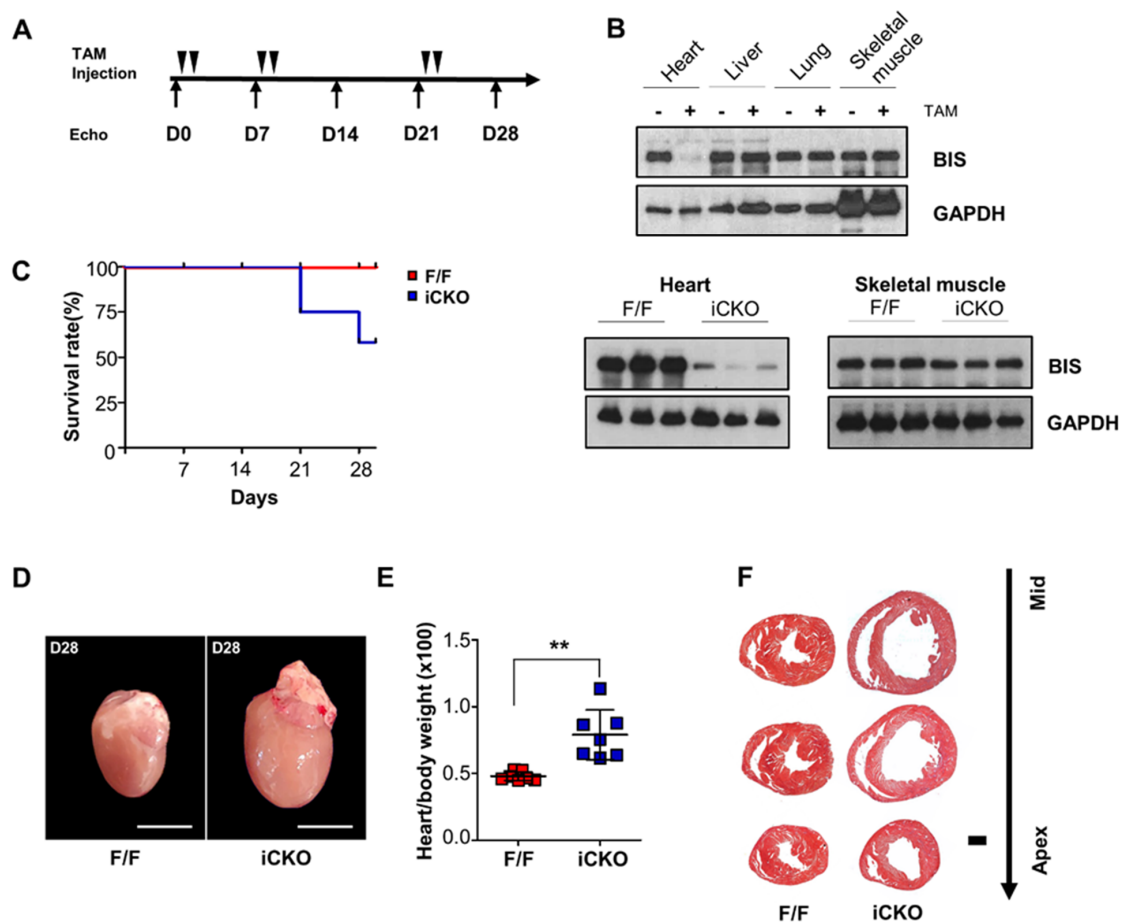 A
TAM
Injection
Echo
D0 D7 D14 D21 D28
B
Heart Liver Lung Skeletal
muscle
- + - + - + - + TAM
BIS
GAPDH
Heart
F/F iCKO
Skeletal muscle
F/F iCKO
BIS
GAPDH
C
Survival rate(%)
100
75
50
25
0
7 14 21 28
Days
F/F
iCKO
D
D28 D28
F/F iCKO
E
Heart/body weight (x100)
1.5
1.0
0.5
0.0
**
F/F iCKO
F
Mid
Apex
F/F iCKO